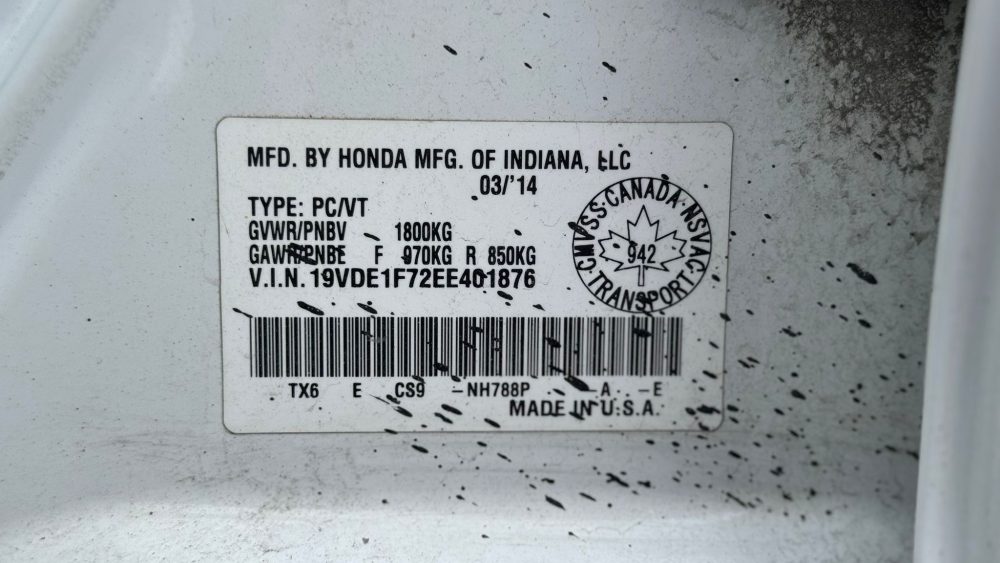 MFD. BY HONDA MFG. OF INDIANA, LLC
03/'14
TYPE: PC/VT
GVWR/PNBV 1800KG
GAWR/PNBE F 970KG R 850KG
V.I.N. 19VDE1F72EE401876
CMVSS·CANADA·NSVAC·TRANSPORT·
942
TX6 E CS9 –NH788P –A –E
MADE IN U.S.A.